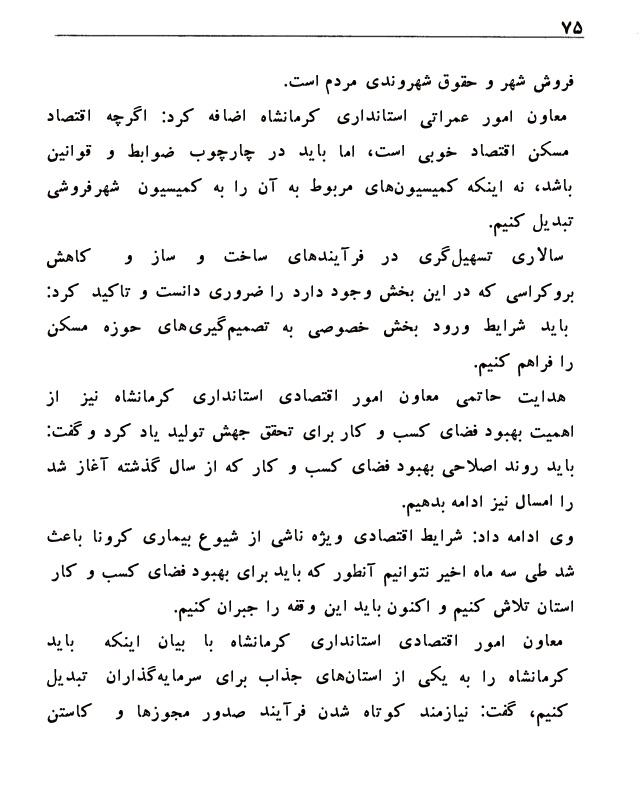 ۷۵
فروش شهر و حقوق شهروندی مردم است.
معاون امور عمراتی استانداری کرمانشاه اضافه کرد: اگرچه اقتصاد
مسکن اقتصاد خوبی است، اما باید در چارچوب ضوابط و قوانین
باشد، نه اینکه کمیسیون‌های مربوط به آن را به کمیسیون شهرفروشی
تبدیل کنیم.
سالاری تسهیل‌گری در فرآیندهای ساخت و ساز و کاهش
بروکراسی که در این بخش وجود دارد را ضروری دانست و تاکید کرد:
باید شرایط ورود بخش خصوصی به تصمیم‌گیری‌های حوزه مسکن
را فراهم کنیم.
هدایت حاتمی معاون امور اقتصادی استانداری کرمانشاه نیز از
اهمیت بهبود فضای کسب و کار برای تحقق جهش تولید یاد کرد و گفت:
باید روند اصلاحی بهبود فضای کسب و کار که از سال گذشته آغاز شد
را امسال نیز ادامه بدهیم.
وی ادامه داد: شرایط اقتصادی ویژه ناشی از شیوع بیماری کرونا باعث
شد طی سه ماه اخیر نتوانیم آنطور که باید برای بهبود فضای کسب و کار
استان تلاش کنیم و اکنون باید این وقفه را جبران کنیم.
معاون امور اقتصادی استانداری کرمانشاه با بیان اینکه باید
کرمانشاه را به یکی از استان‌های جذاب برای سرمایه‌گذاران تبدیل
کنیم، گفت: نیازمند کوتاه شدن فرآیند صدور مجوزها و کاستن